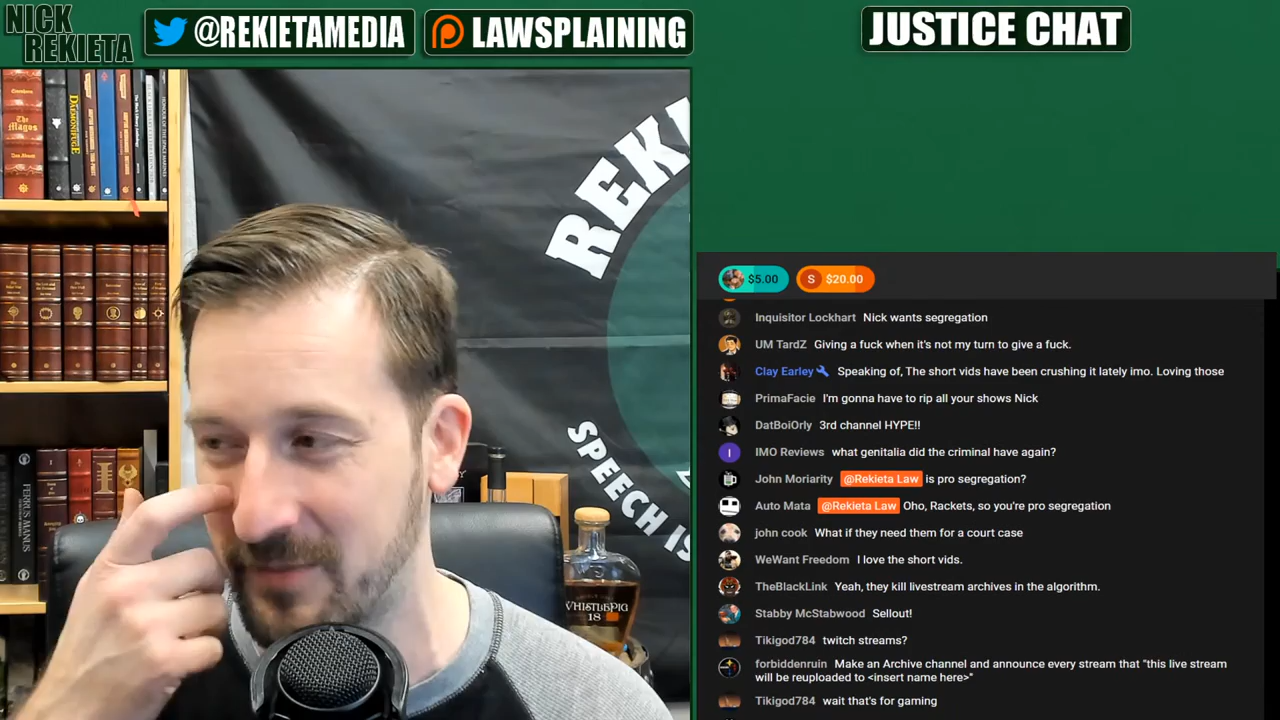 NICK
REKIETA
@REKIETAMEDIA
LAWSPLAINING
JUSTICE CHAT
The
Magos
DAEMONIFUGE
FERRUS MANUS
REKI
SPEECH IS
WHISTLEPIG
18
$5.00
S $20.00
Inquisitor Lockhart Nick wants segregation
UM TardZ Giving a fuck when it's not my turn to give a fuck.
Clay Earley Speaking of, The short vids have been crushing it lately imo. Loving those
PrimaFacie I'm gonna have to rip all your shows Nick
DatBoiOrly 3rd channel HYPE!!
I IMO Reviews what genitalia did the criminal have again?
John Moriarity @Rekieta Law is pro segregation?
Auto Mata @Rekieta Law Oho, Rackets, so you're pro segregation
john cook What if they need them for a court case
WeWant Freedom I love the short vids.
TheBlackLink Yeah, they kill livestream archives in the algorithm.
Stabby McStabwood Sellout!
Tikigod784 twitch streams?
forbiddenruin Make an Archive channel and announce every stream that "this live stream
will be reuploaded to <insert name here>"
Tikigod784 wait that's for gaming